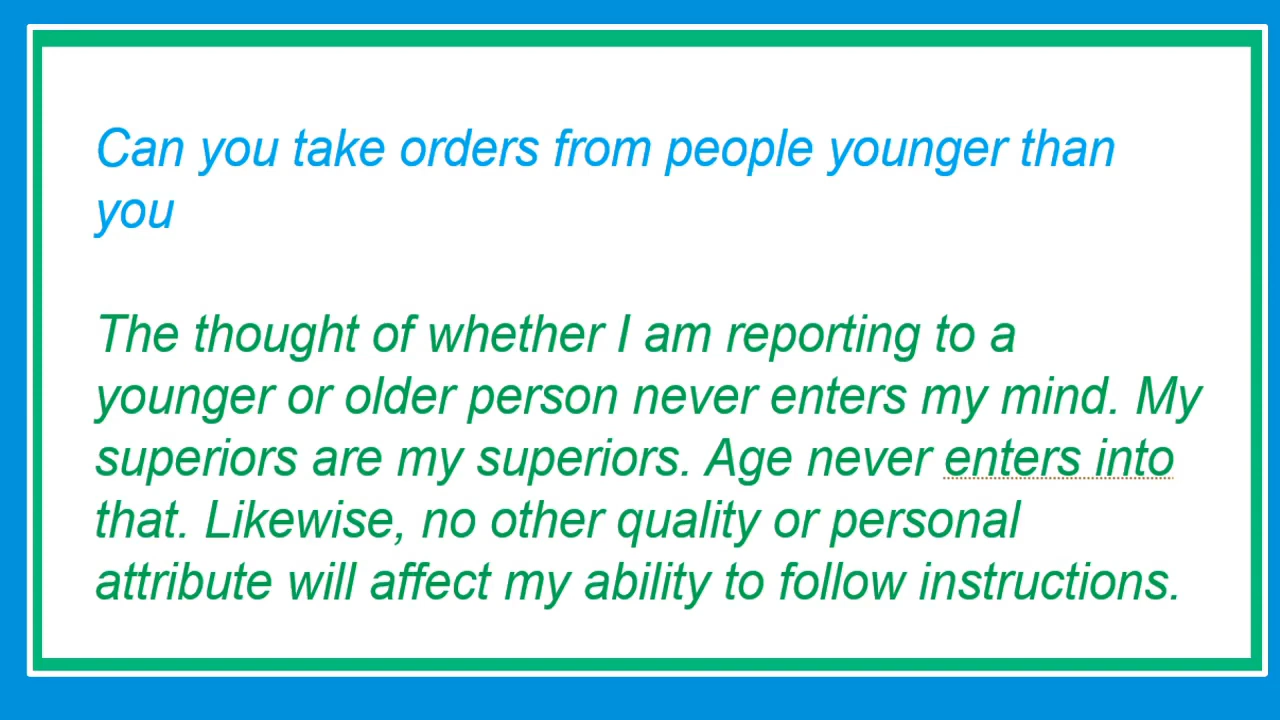 Can you take orders from people younger than
you
The thought of whether I am reporting to a
younger or older person never enters my mind. My
superiors are my superiors. Age never enters into
that. Likewise, no other quality or personal
attribute will affect my ability to follow instructions.